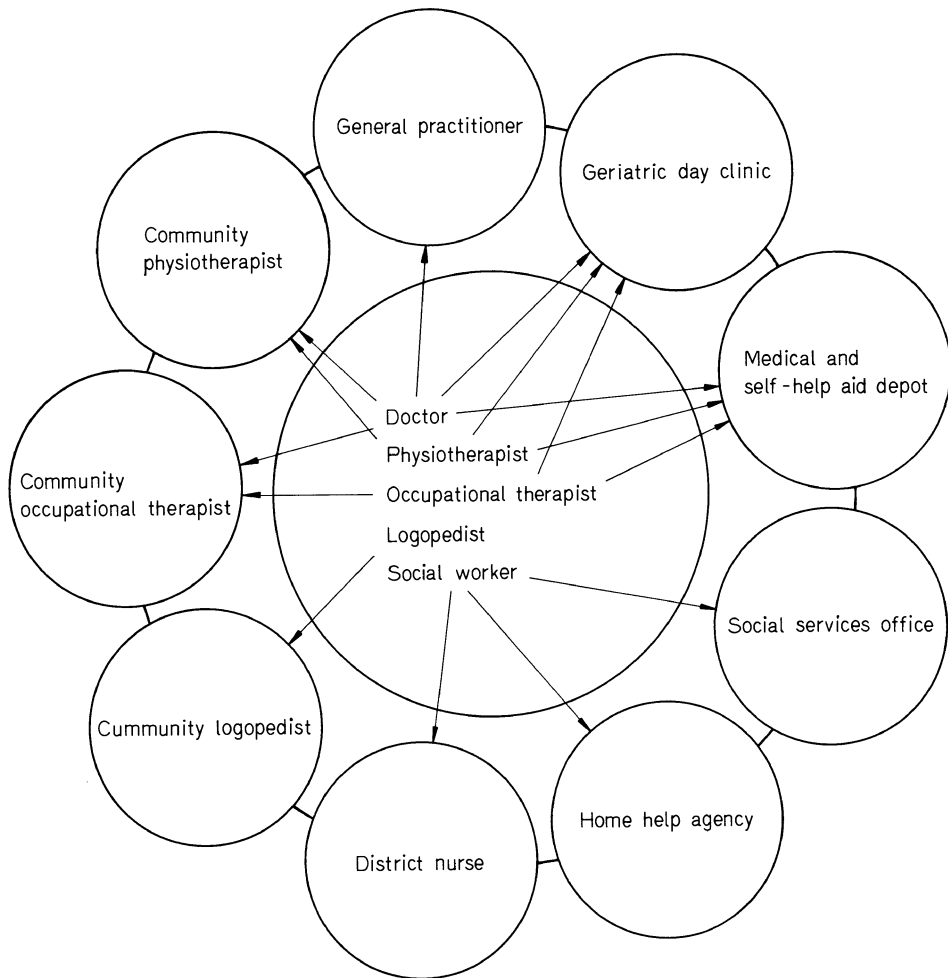 General practitioner
Geriatric day clinic
Community
physiotherapist
Medical and
self-help aid depot
Doctor
Physiotherapist
Occupational therapist
Logopedist
Social worker
Community
occupational therapist
Social services office
Cummunity logopedist
Home help agency
District nurse